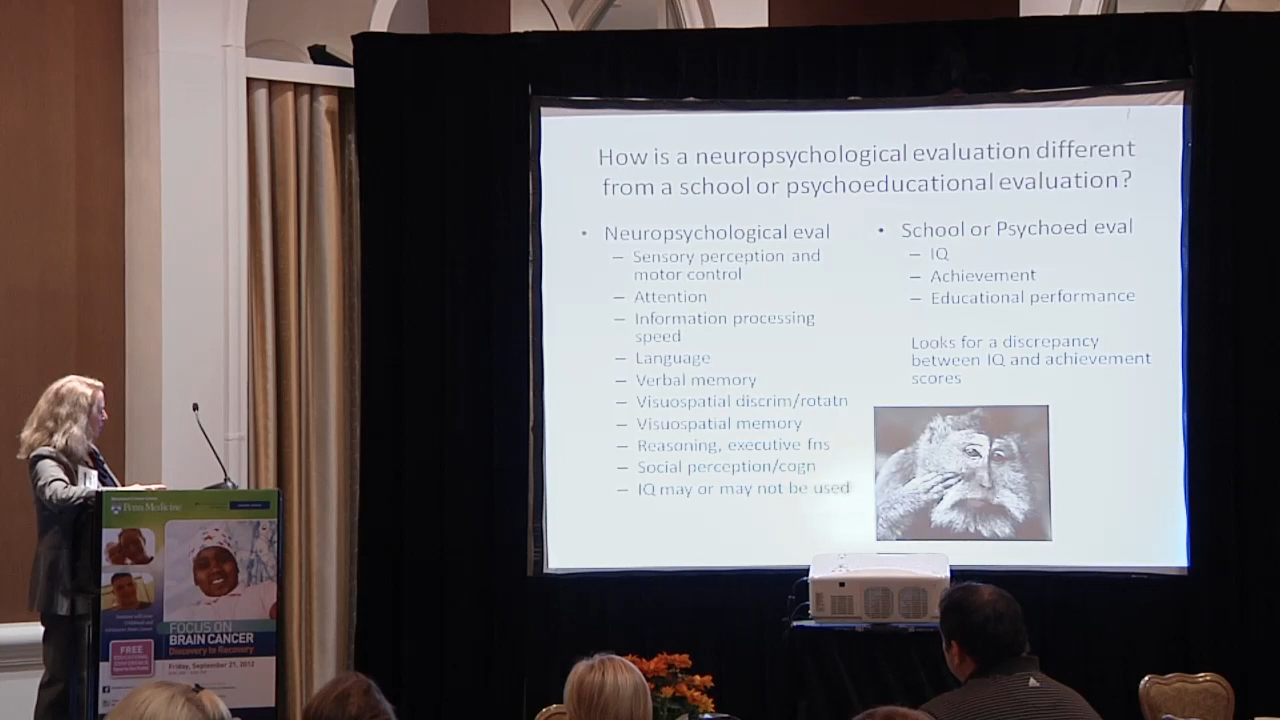 How is a neuropsychological evaluation different
from a school or psychoeducational evaluation?
• Neuropsychological eval
– Sensory perception and
motor control
– Attention
– Information processing
speed
– Language
– Verbal memory
– Visuospatial discrim/rotatn
– Visuospatial memory
– Reasoning, executive fns
– Social perception/cogn
– IQ may or may not be used
• School or Psychoed eval
– IQ
– Achievement
– Educational performance
Looks for a discrepancy
between IQ and achievement
scores
Penn Medicine
FOCUS ON
BRAIN CANCER
Discovery to Recovery
FREE
EDUCATIONAL
CONFERENCE
Friday, September 21, 2012